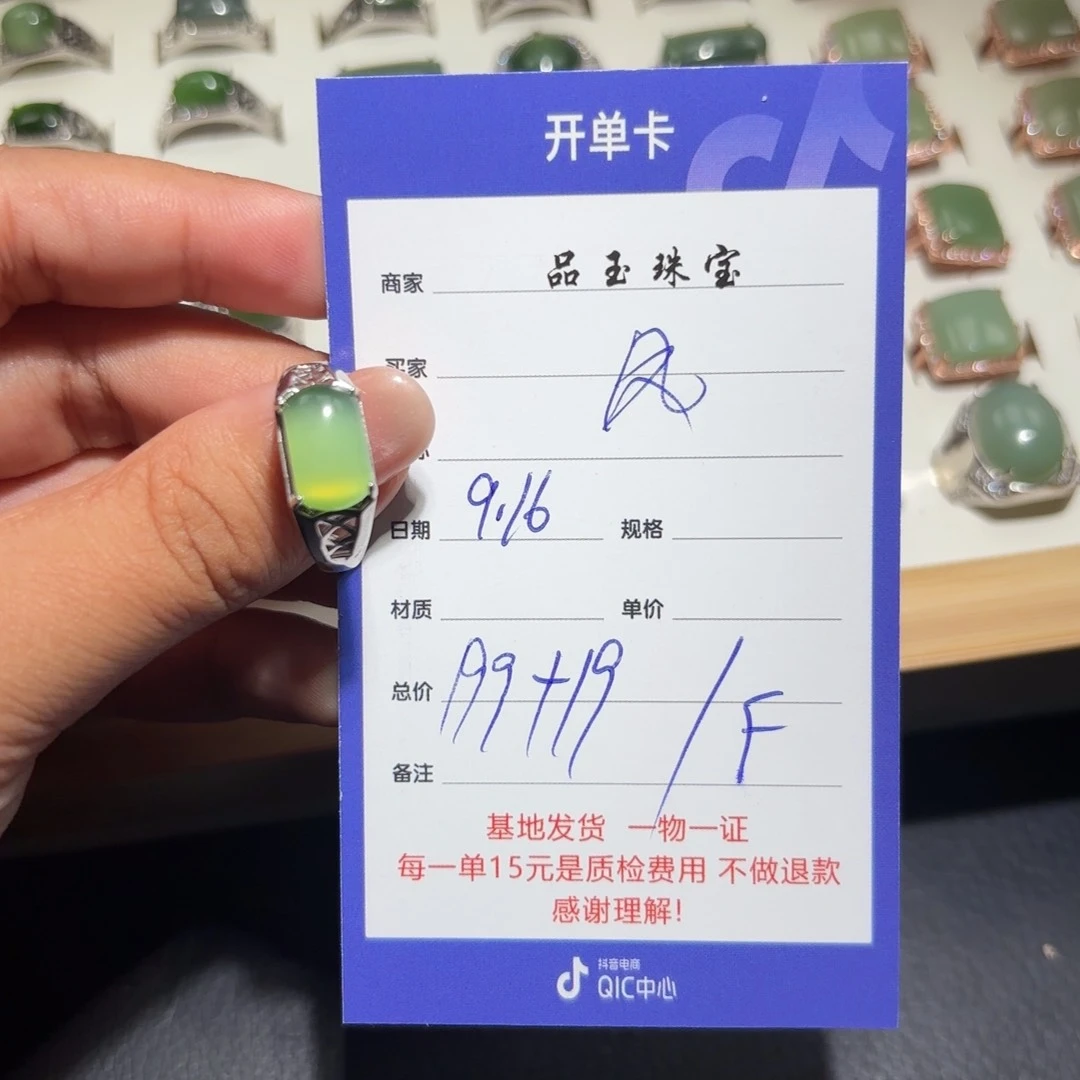 开单卡
商家 品玉珠宝
买家 风
日期 9.16 规格
材质 单价
总价 199+19 / F
备注
基地发货 一物一证
每一单15元是质检费用 不做退款
感谢理解!
抖音电商
QIC中心